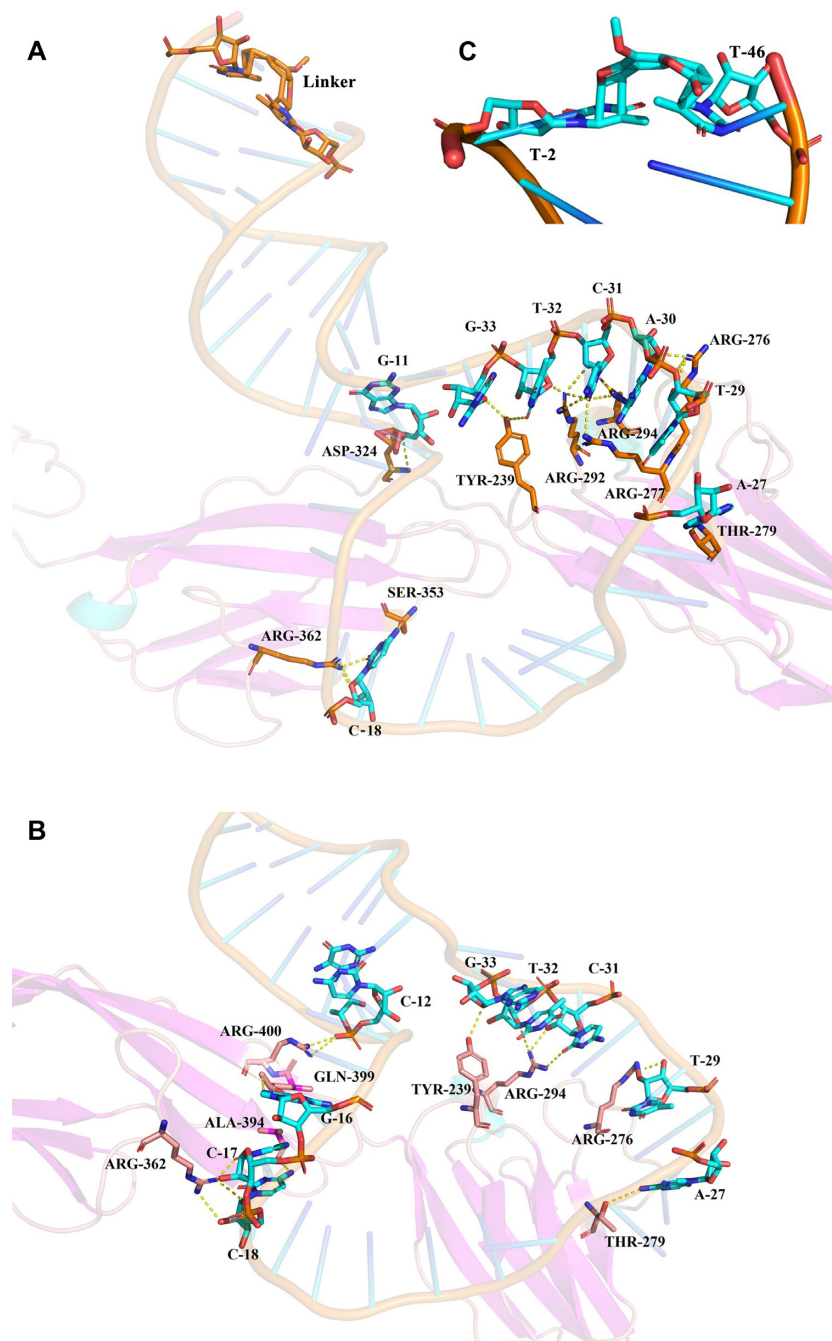 A
C
Linker
T-46
T-2
C-31
T-32
A-30
G-33
ARG-276
G-11
T-29
ASP-324
ARG-294
TYR-239
ARG-292
A-27
ARG-277
THR-279
SER-353
ARG-362
C-18
B
G-33
T-32
C-31
C-12
ARG-400
T-29
GLN-399
TYR-239
ARG-294
G-16
ALA-394
ARG-276
C-17
ARG-362
A-27
C-18
THR-279